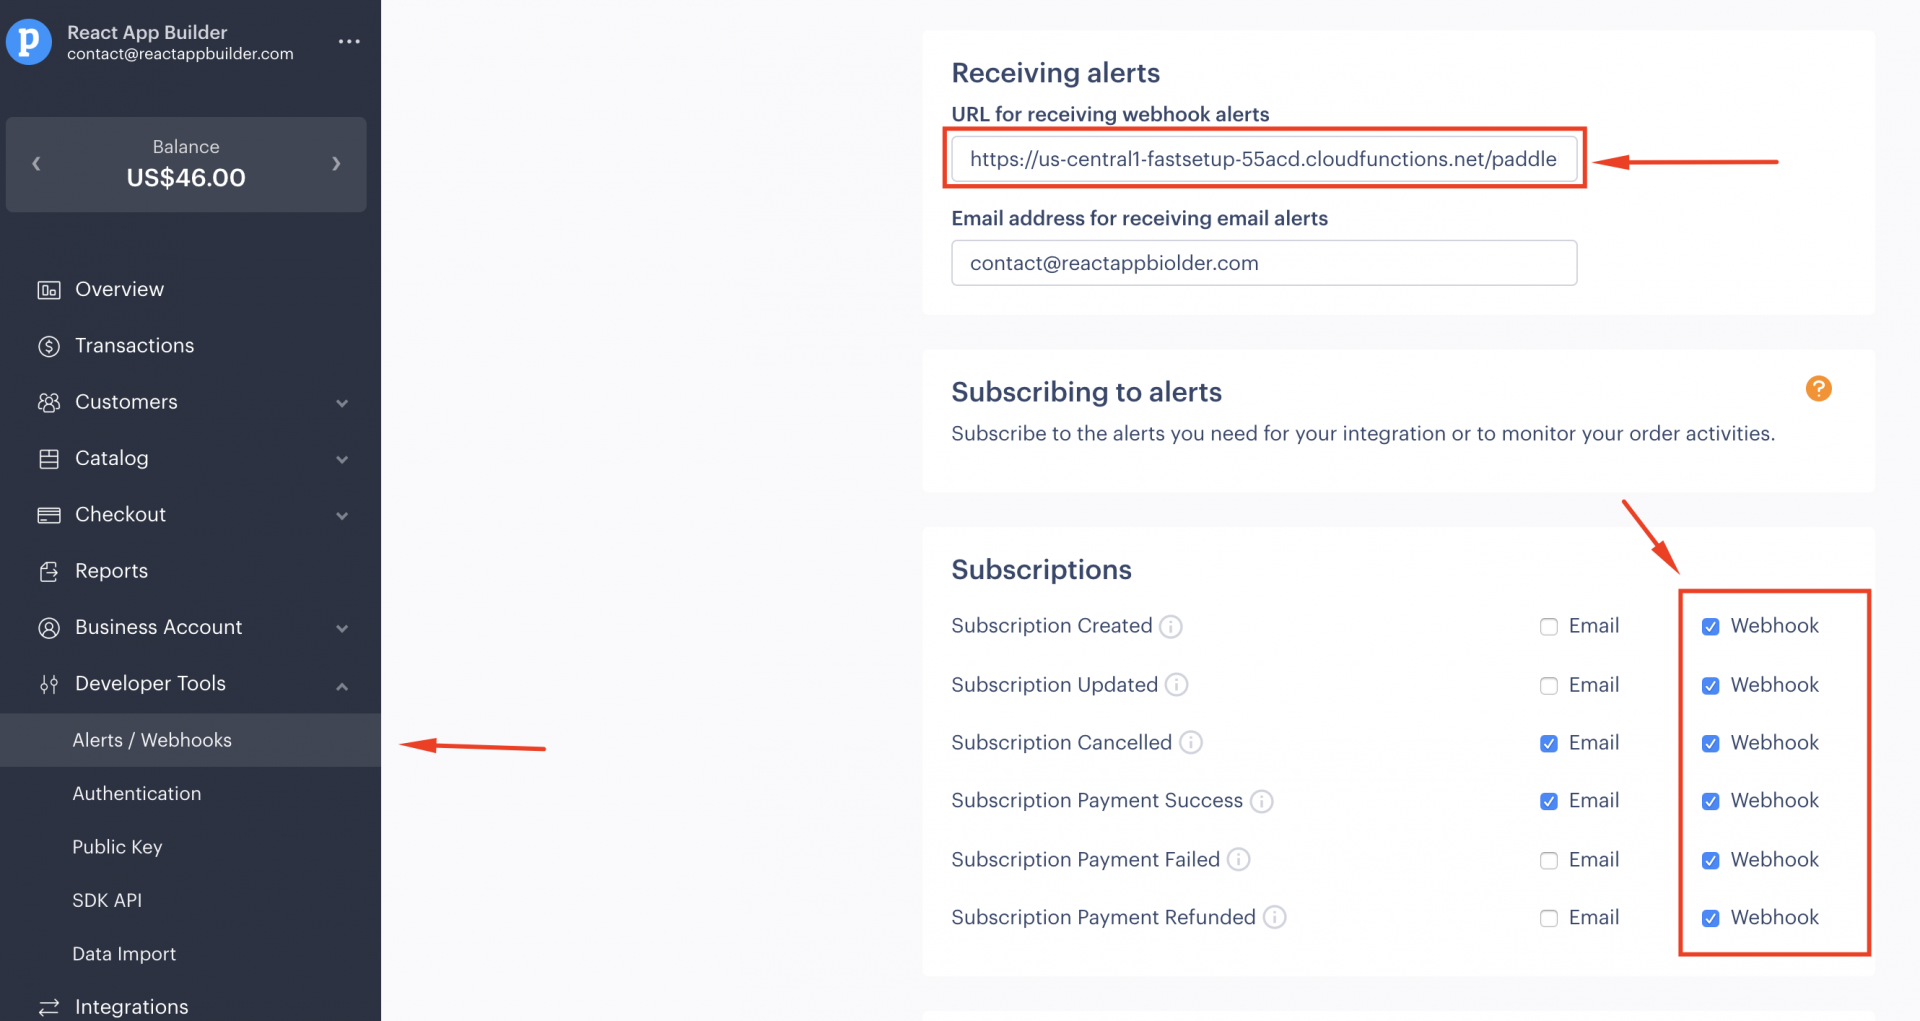 p
React App Builder
contact@reactappbuilder.com
Balance
US$46.00
Overview
Transactions
Customers
Catalog
Checkout
Reports
Business Account
Developer Tools
Alerts / Webhooks
Authentication
Public Key
SDK API
Data Import
Integrations
Receiving alerts
URL for receiving webhook alerts
https://us-central1-fastsetup-55acd.cloudfunctions.net/paddle
Email address for receiving email alerts
contact@reactappbiolder.com
Subscribing to alerts
?
Subscribe to the alerts you need for your integration or to monitor your order activities.
Subscriptions
Subscription Created Email Webhook
Subscription Updated Email Webhook
Subscription Cancelled Email Webhook
Subscription Payment Success Email Webhook
Subscription Payment Failed Email Webhook
Subscription Payment Refunded Email Webhook